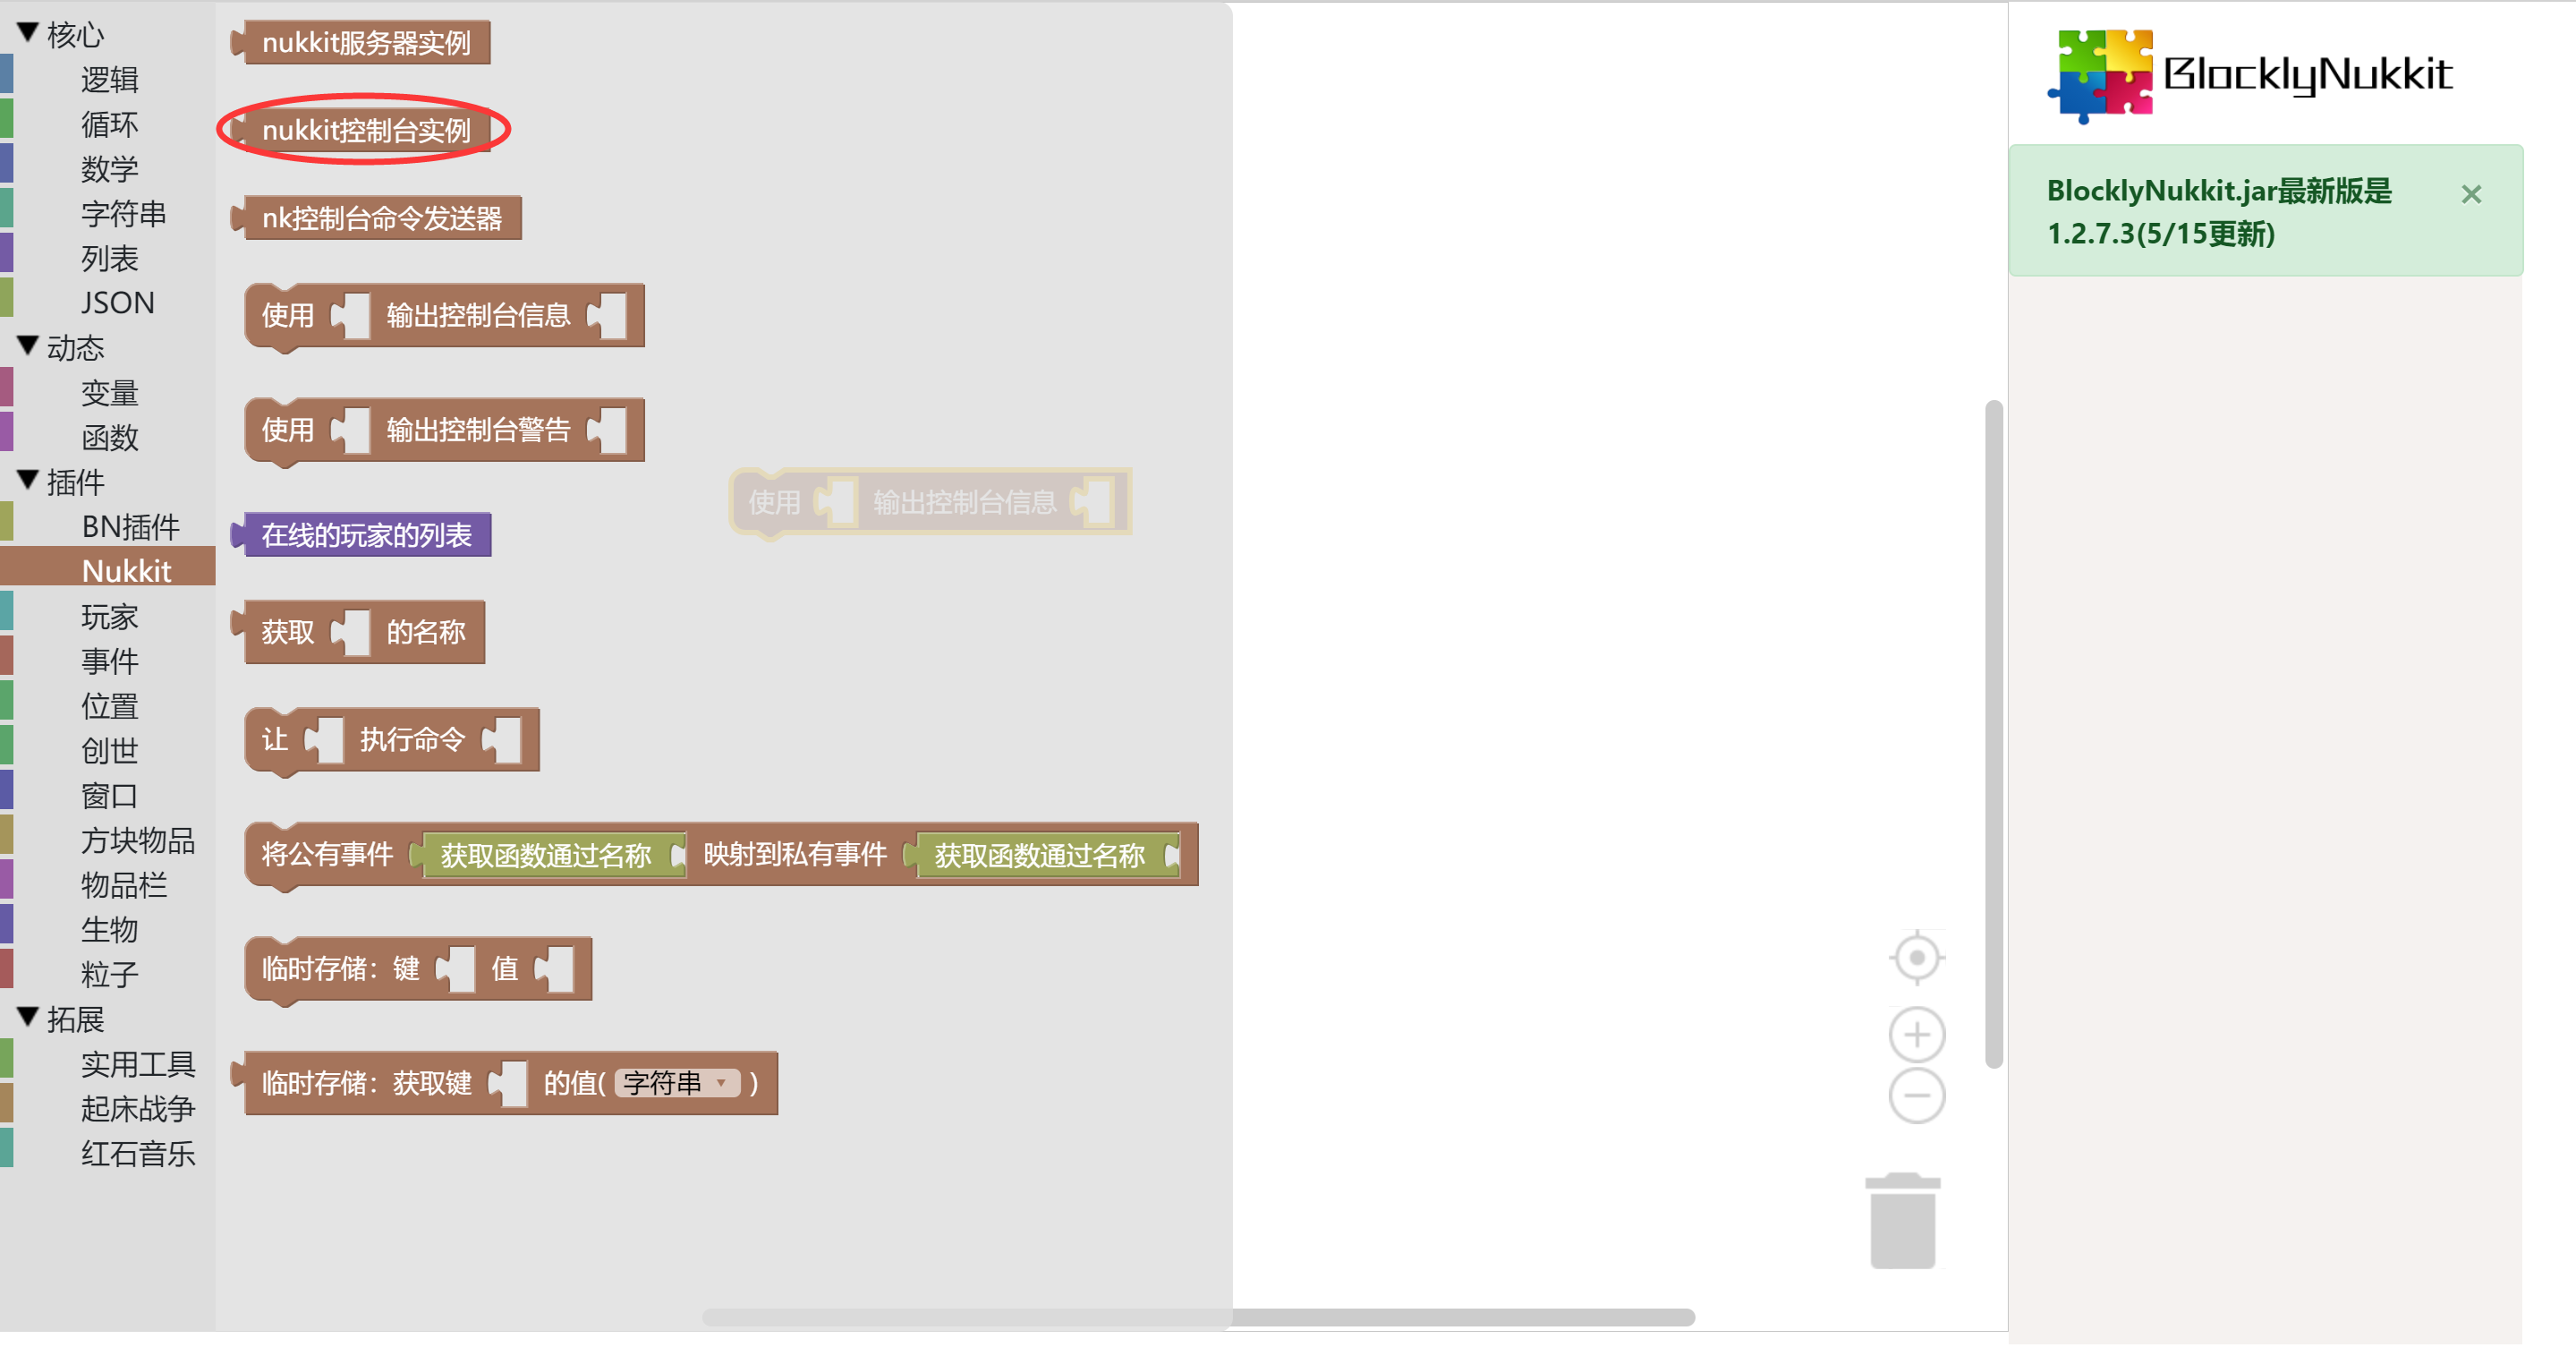 核心
逻辑
循环
数学
字符串
列表
JSON
动态
变量
函数
插件
BN插件
Nukkit
玩家
事件
位置
创世
窗口
方块物品
物品栏
生物
粒子
拓展
实用工具
起床战争
红石音乐
nukkit服务器实例
nukkit控制台实例
nk控制台命令发送器
使用 输出控制台信息
使用 输出控制台警告
在线的玩家的列表
获取 的名称
让 执行命令
将公有事件 获取函数通过名称 映射到私有事件 获取函数通过名称
临时存储：键 值
临时存储：获取键 的值( 字符串 )
使用 输出控制台信息
BlocklyNukkit
BlocklyNukkit.jar最新版是
1.2.7.3(5/15更新)
×